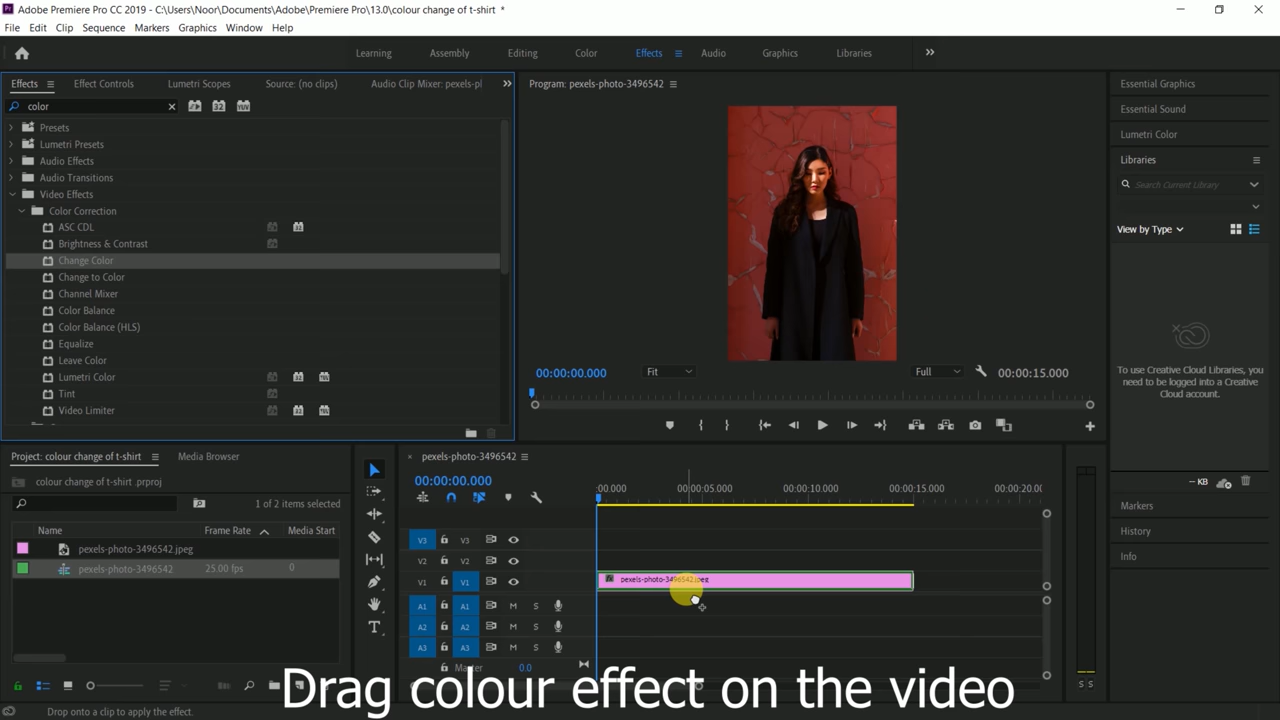 Adobe Premiere Pro CC 2019 - C:\Users\Noor\Documents\Adobe\Premiere Pro\13.0\colour change of t-shirt *
File Edit Clip Sequence Markers Graphics Window Help
Learning Assembly Editing Color Effects Audio Graphics Libraries
Effects Effect Controls Lumetri Scopes Source: (no clips) Audio Clip Mixer: pexels-pl
color
Presets
Lumetri Presets
Audio Effects
Audio Transitions
Video Effects
Color Correction
ASC CDL
Brightness & Contrast
Change Color
Change to Color
Channel Mixer
Color Balance
Color Balance (HLS)
Equalize
Leave Color
Lumetri Color
Tint
Video Limiter
Program: pexels-photo-3496542
00:00:00.000 Fit Full 00:00:15.000
Essential Graphics
Essential Sound
Lumetri Color
Libraries
Search Current Library
View by Type
To use Creative Cloud Libraries, you
need to be logged into a Creative
Cloud account.
-- KB
Markers
History
Info
Project: colour change of t-shirt Media Browser
colour change of t-shirt .prproj
1 of 2 items selected
Name Frame Rate Media Start
pexels-photo-3496542.jpeg
pexels-photo-3496542 25.00 fps 0
pexels-photo-3496542
00:00:00.000
:00.000 00:00:05.000 00:00:10.000 00:00:15.000 00:00:20.0
V3 V3
V2 V2
V1 V1 pexels-photo-3496542.jpeg
A1 A1 M S
A2 A2 M S
A3 A3 M S
Master 0.0
S S
Drag colour effect on the video
Drop onto a clip to apply the effect.